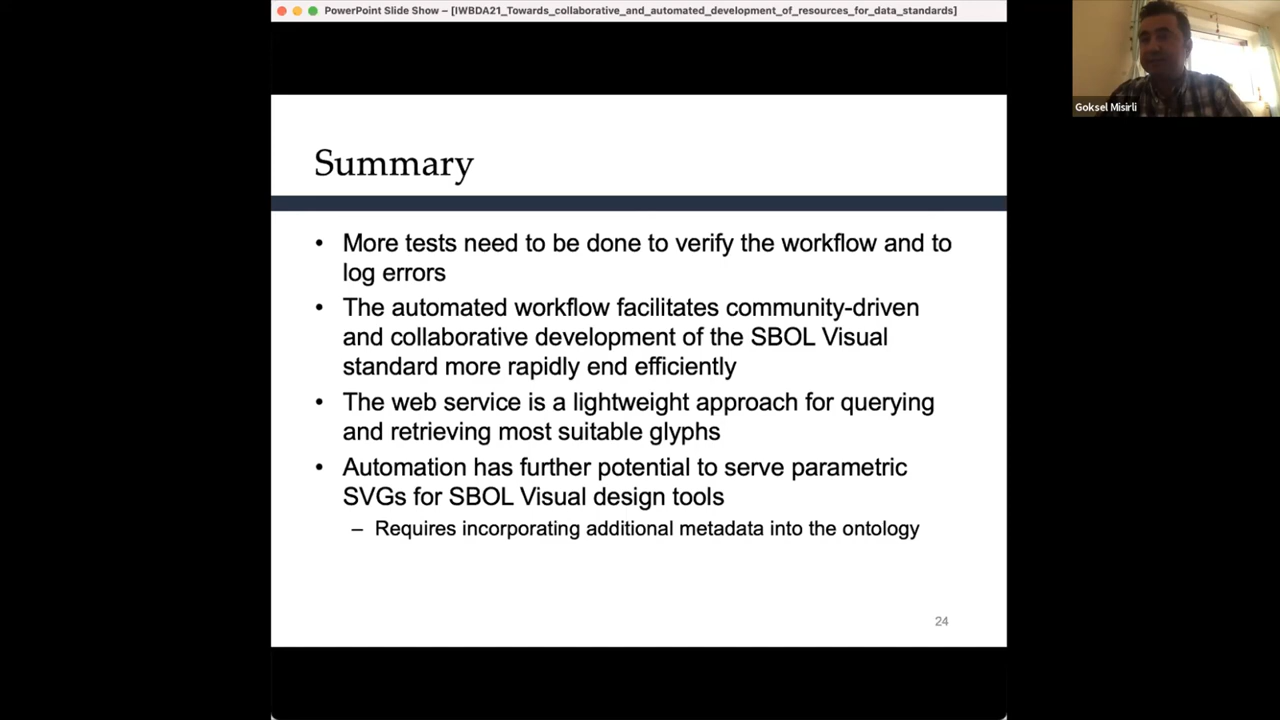 PowerPoint Slide Show – [IWBDA21_Towards_collaborative_and_automated_development_of_resources_for_data_standards]
Goksel Misirli
Summary
• More tests need to be done to verify the workflow and to
log errors
• The automated workflow facilitates community-driven
and collaborative development of the SBOL Visual
standard more rapidly end efficiently
• The web service is a lightweight approach for querying
and retrieving most suitable glyphs
• Automation has further potential to serve parametric
SVGs for SBOL Visual design tools
– Requires incorporating additional metadata into the ontology
24